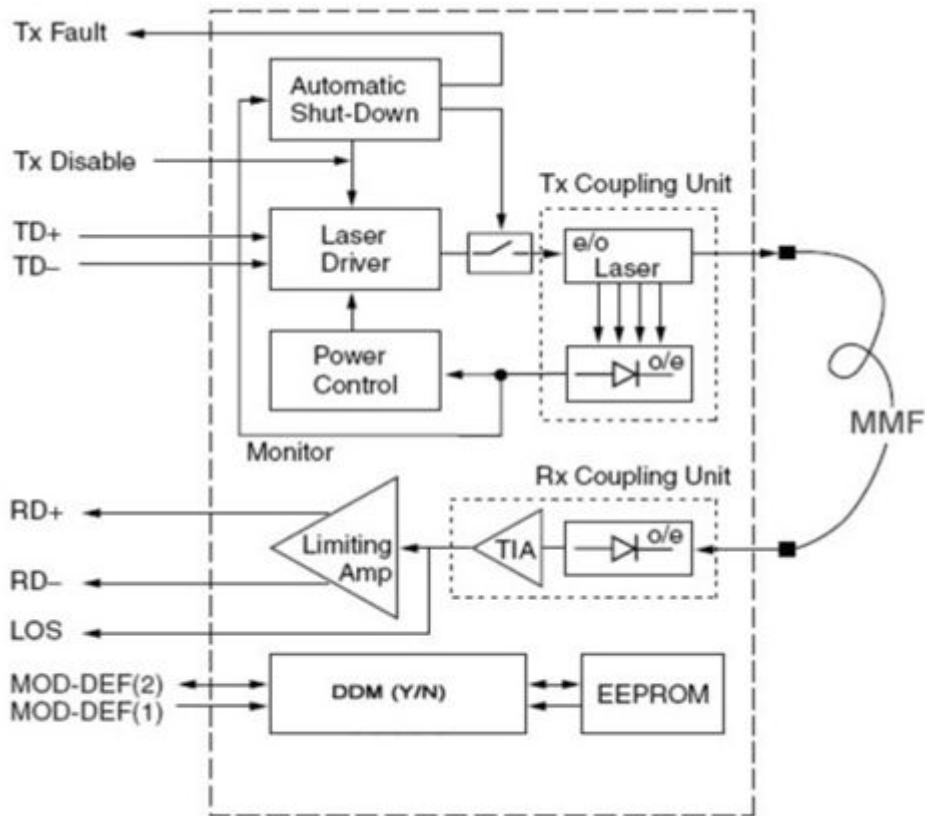 Tx Fault
Automatic
Shut-Down
Tx Disable
Tx Coupling Unit
TD+
TD–
Laser
Driver
e/o
Laser
Power
Control
o/e
MMF
Monitor
Rx Coupling Unit
RD+
RD–
Limiting
Amp
TIA
o/e
LOS
MOD-DEF(2)
MOD-DEF(1)
DDM (Y/N)
EEPROM